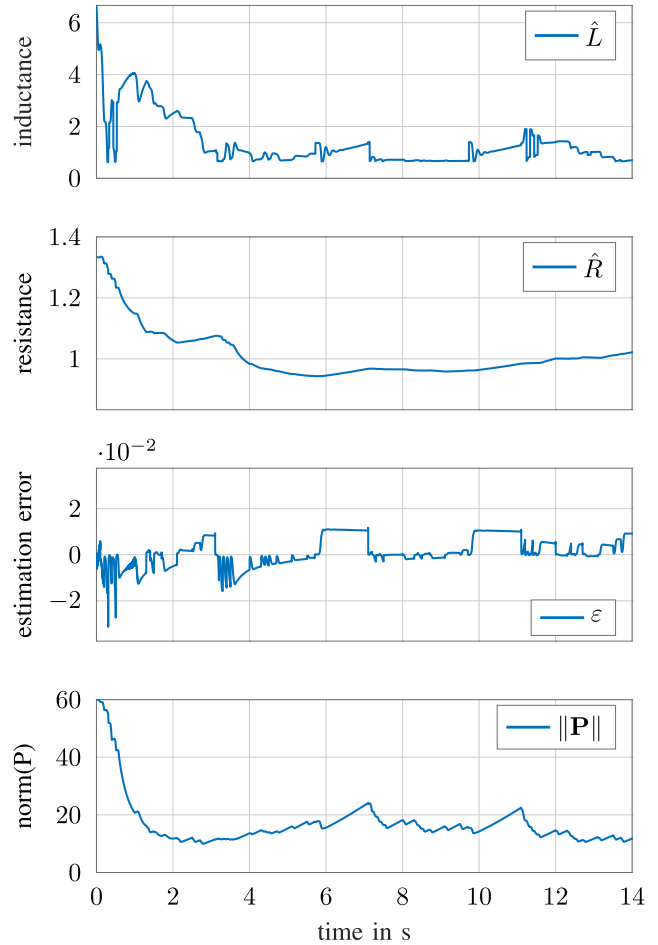 6
4
2
0
inductance
L̂
1.4
1.2
1
resistance
R̂
·10⁻²
2
0
−2
estimation error
ε
60
40
20
0
norm(P)
‖P‖
0 2 4 6 8 10 12 14
time in s